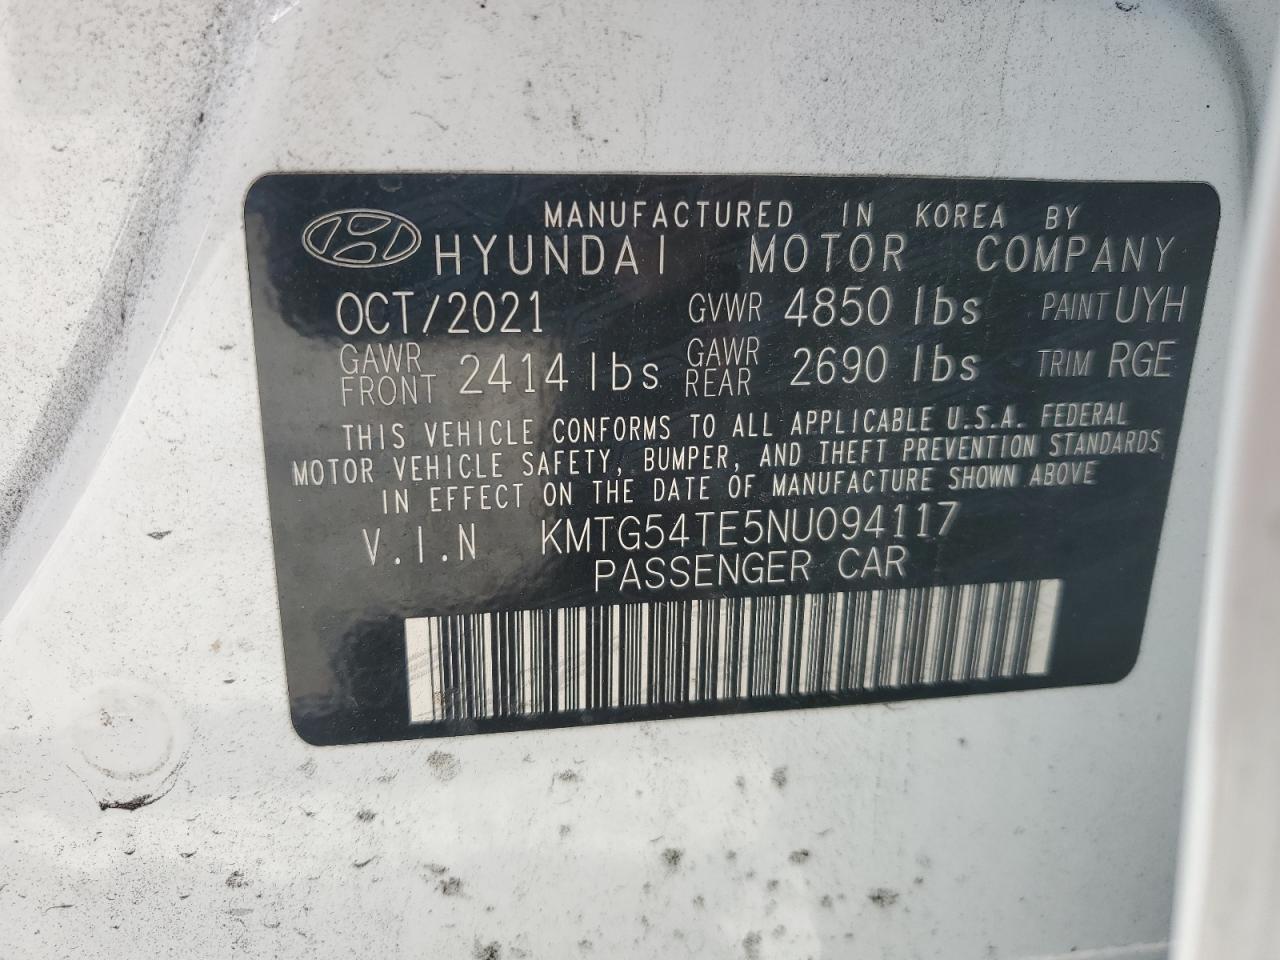 MANUFACTURED IN KOREA BY
HYUNDAI MOTOR COMPANY
OCT/2021 GVWR 4850 lbs PAINT UYH
GAWR FRONT 2414 lbs GAWR REAR 2690 lbs TRIM RGE
THIS VEHICLE CONFORMS TO ALL APPLICABLE U.S.A. FEDERAL
MOTOR VEHICLE SAFETY, BUMPER, AND THEFT PREVENTION STANDARDS
IN EFFECT ON THE DATE OF MANUFACTURE SHOWN ABOVE
V.I.N KMTG54TE5NU094117
PASSENGER CAR